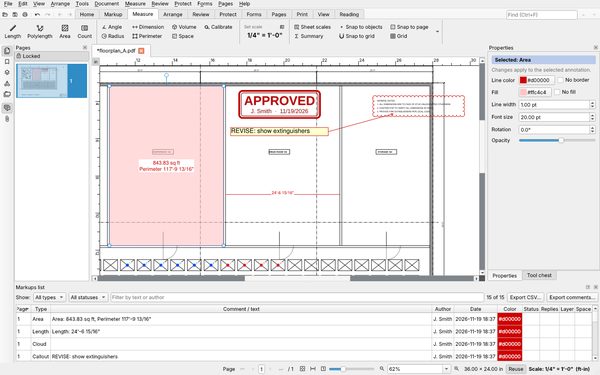 File Edit View Document Measure Markup Arrange Review Forms Pages Help
Home Markup Measure Arrange Review Protect Forms Pages Print View Reading
Find (Ctrl+F)
Length Polylength Area Count
Angle Volume Calibrate
Radius Perimeter Space
Set scale
1/4" = 1'-0"
Scales Snap to objects Snap to page
Summary Snap to grid Grid
Pages
Locked
1
*floorplan_A.pdf
APPROVED
J. Smith · 11/19/2026
REVISE: show extinguishers
843.83 sq ft
Perimeter 117'-9 13/16"
24'-6 15/16"
Properties
Selected: Area
Changes apply to the selected annotation.
Line color #d00000 No border
Fill #ffc4c4 No fill
Line width 1.00 pt
Font size 20.00 pt
Rotation 0.0°
Opacity
Properties Tool chest
Markups list
Show: All types All statuses Filter by text or author 15 of 15 Export CSV... Export comments...
Page Type Comment / text Author Date Color Status Replies Layer Space
1 Area Area: 843.83 sq ft, Perimeter 117'-9 13/16" J. Smith 2026-11-19 18:37 #d00000
1 Length Length: 24'-6 15/16" J. Smith 2026-11-19 18:37 #d00000
1 Cloud J. Smith 2026-11-19 18:37 #d00000
1 Callout REVISE: show extinguishers J. Smith 2026-11-19 18:37 #d00000
Page 1 62% 36.00 × 24.00 in Reuse Scale: 1/4" = 1'-0" (ft-in)